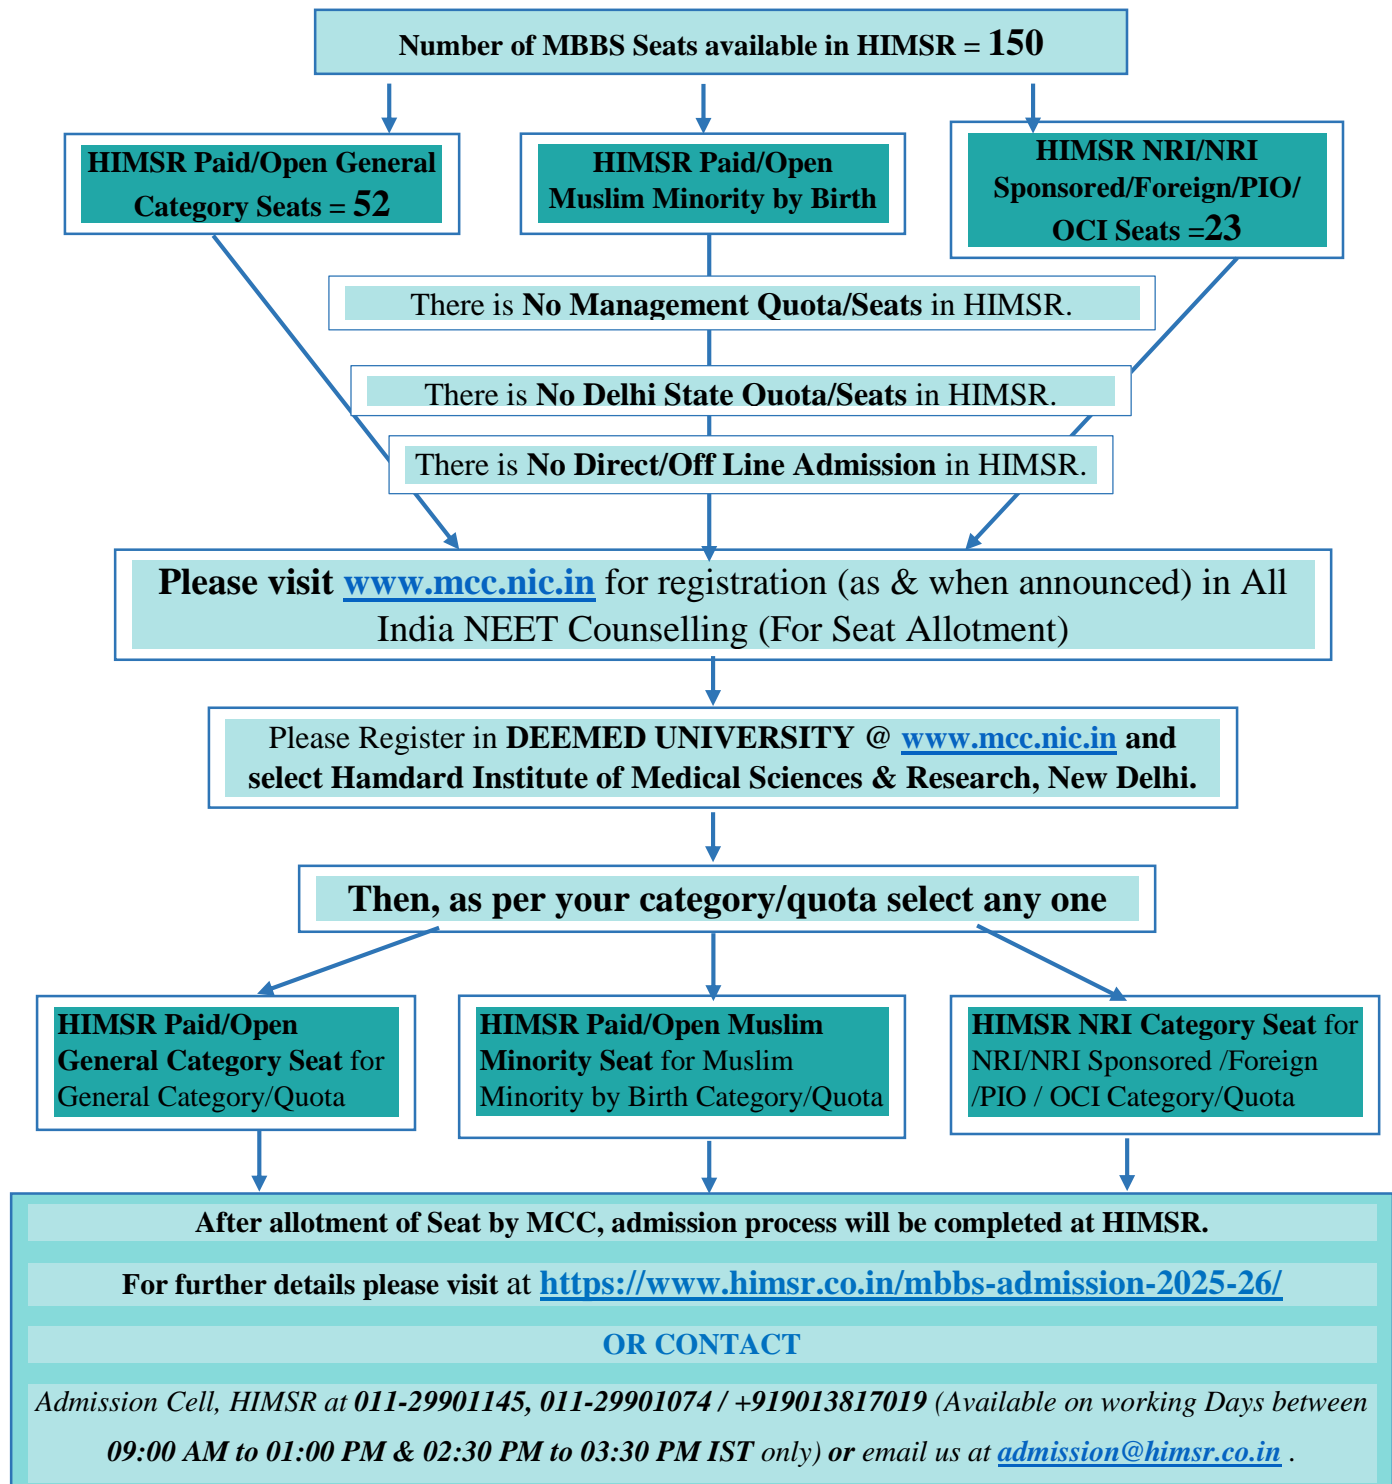 Number of MBBS Seats available in HIMSR = 150
HIMSR Paid/Open General
Category Seats = 52
HIMSR Paid/Open
Muslim Minority by Birth
HIMSR NRI/NRI
Sponsored/Foreign/PIO/
OCI Seats =23
There is No Management Quota/Seats in HIMSR.
There is No Delhi State Quota/Seats in HIMSR.
There is No Direct/Off Line Admission in HIMSR.
Please visit www.mcc.nic.in for registration (as & when announced) in All
India NEET Counselling (For Seat Allotment)
Please Register in DEEMED UNIVERSITY @ www.mcc.nic.in and
select Hamdard Institute of Medical Sciences & Research, New Delhi.
Then, as per your category/quota select any one
HIMSR Paid/Open
General Category Seat for
General Category/Quota
HIMSR Paid/Open Muslim
Minority Seat for Muslim
Minority by Birth Category/Quota
HIMSR NRI Category Seat for
NRI/NRI Sponsored /Foreign
/PIO / OCI Category/Quota
After allotment of Seat by MCC, admission process will be completed at HIMSR.
For further details please visit at https://www.himsr.co.in/mbbs-admission-2025-26/
OR CONTACT
Admission Cell, HIMSR at 011-29901145, 011-29901074 / +919013817019 (Available on working Days between
09:00 AM to 01:00 PM & 02:30 PM to 03:30 PM IST only) or email us at admission@himsr.co.in .